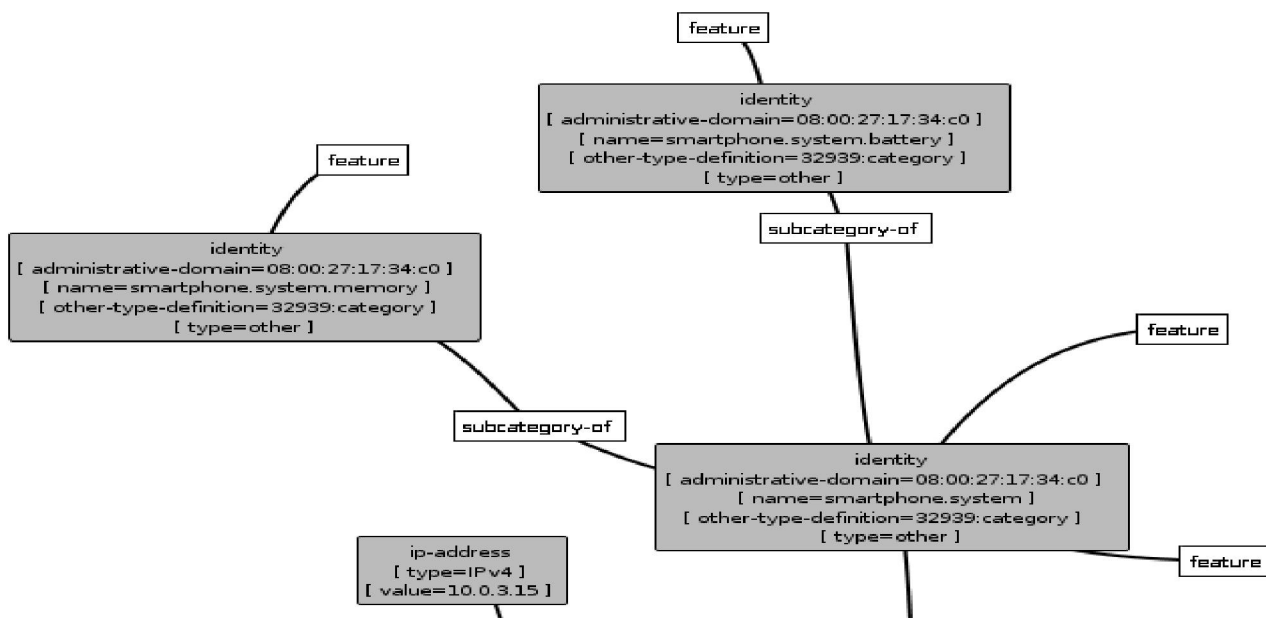 feature
identity
[ administrative-domain=08:00:27:17:34:c0 ]
[ name=smartphone.system.battery ]
[ other-type-definition=32939:category ]
[ type=other ]
feature
subcategory-of
identity
[ administrative-domain=08:00:27:17:34:c0 ]
[ name=smartphone.system.memory ]
[ other-type-definition=32939:category ]
[ type=other ]
feature
subcategory-of
identity
[ administrative-domain=08:00:27:17:34:c0 ]
[ name=smartphone.system ]
[ other-type-definition=32939:category ]
[ type=other ]
ip-address
[ type=IPv4 ]
[ value=10.0.3.15 ]
feature